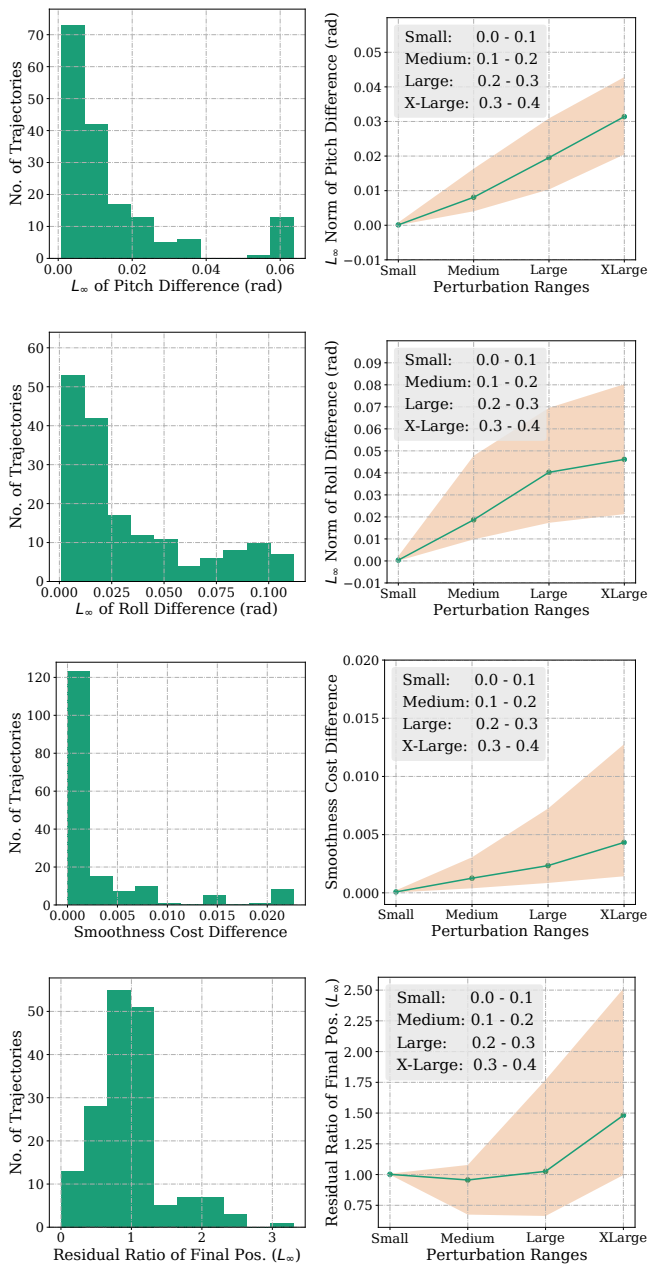 No. of Trajectories
70
60
50
40
30
20
10
0
0.00 0.02 0.04 0.06
L∞ of Pitch Difference (rad)
L∞ Norm of Pitch Difference (rad)
0.05
0.04
0.03
0.02
0.01
0.00
−0.01
Small: 0.0 - 0.1
Medium: 0.1 - 0.2
Large: 0.2 - 0.3
X-Large: 0.3 - 0.4
Small Medium Large XLarge
Perturbation Ranges
No. of Trajectories
60
50
40
30
20
10
0
0.000 0.025 0.050 0.075 0.100
L∞ of Roll Difference (rad)
L∞ Norm of Roll Difference (rad)
0.09
0.08
0.07
0.06
0.05
0.04
0.02
0.01
0.00
−0.01
Small: 0.0 - 0.1
Medium: 0.1 - 0.2
Large: 0.2 - 0.3
X-Large: 0.3 - 0.4
Small Medium Large XLarge
Perturbation Ranges
No. of Trajectories
120
100
80
60
40
20
0
0.000 0.005 0.010 0.015 0.020
Smoothness Cost Difference
Smoothness Cost Difference
0.020
0.015
0.010
0.005
0.000
Small: 0.0 - 0.1
Medium: 0.1 - 0.2
Large: 0.2 - 0.3
X-Large: 0.3 - 0.4
Small Medium Large XLarge
Perturbation Ranges
No. of Trajectories
50
40
30
20
10
0
0 1 2 3
Residual Ratio of Final Pos. (L∞)
Residual Ratio of Final Pos. (L∞)
2.50
2.25
2.00
1.75
1.50
1.25
1.00
0.75
Small: 0.0 - 0.1
Medium: 0.1 - 0.2
Large: 0.2 - 0.3
X-Large: 0.3 - 0.4
Small Medium Large XLarge
Perturbation Ranges